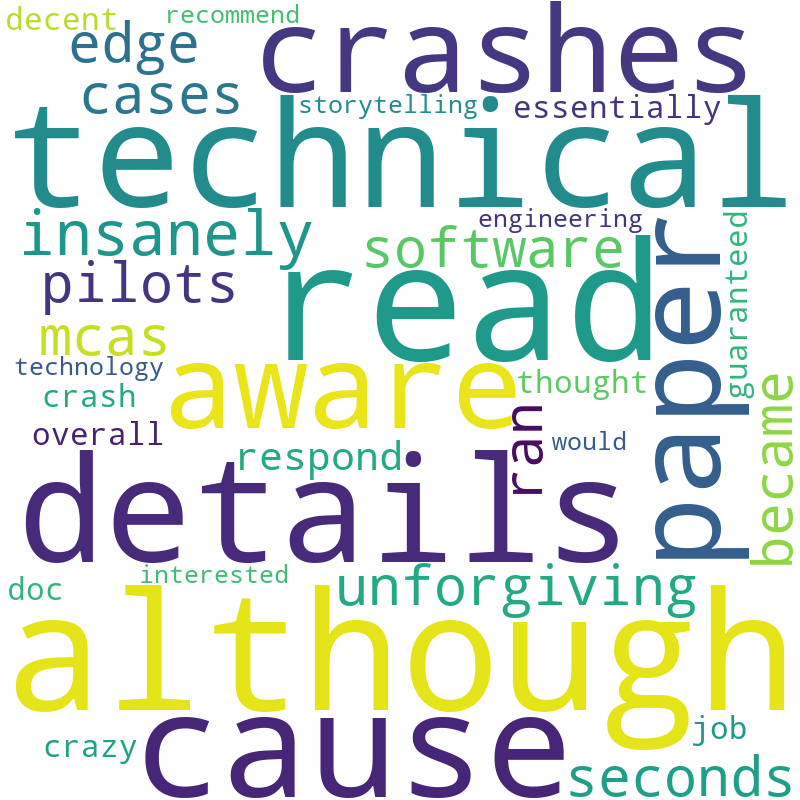 decent recommend crashes
edge
cases storytelling essentially
technical
insanely engineering
software guaranteed
pilots read paper
mcas
technology aware thought
crash became
overall ran would
respond
details
interested
doc unforgiving
although
cause job
crazy seconds